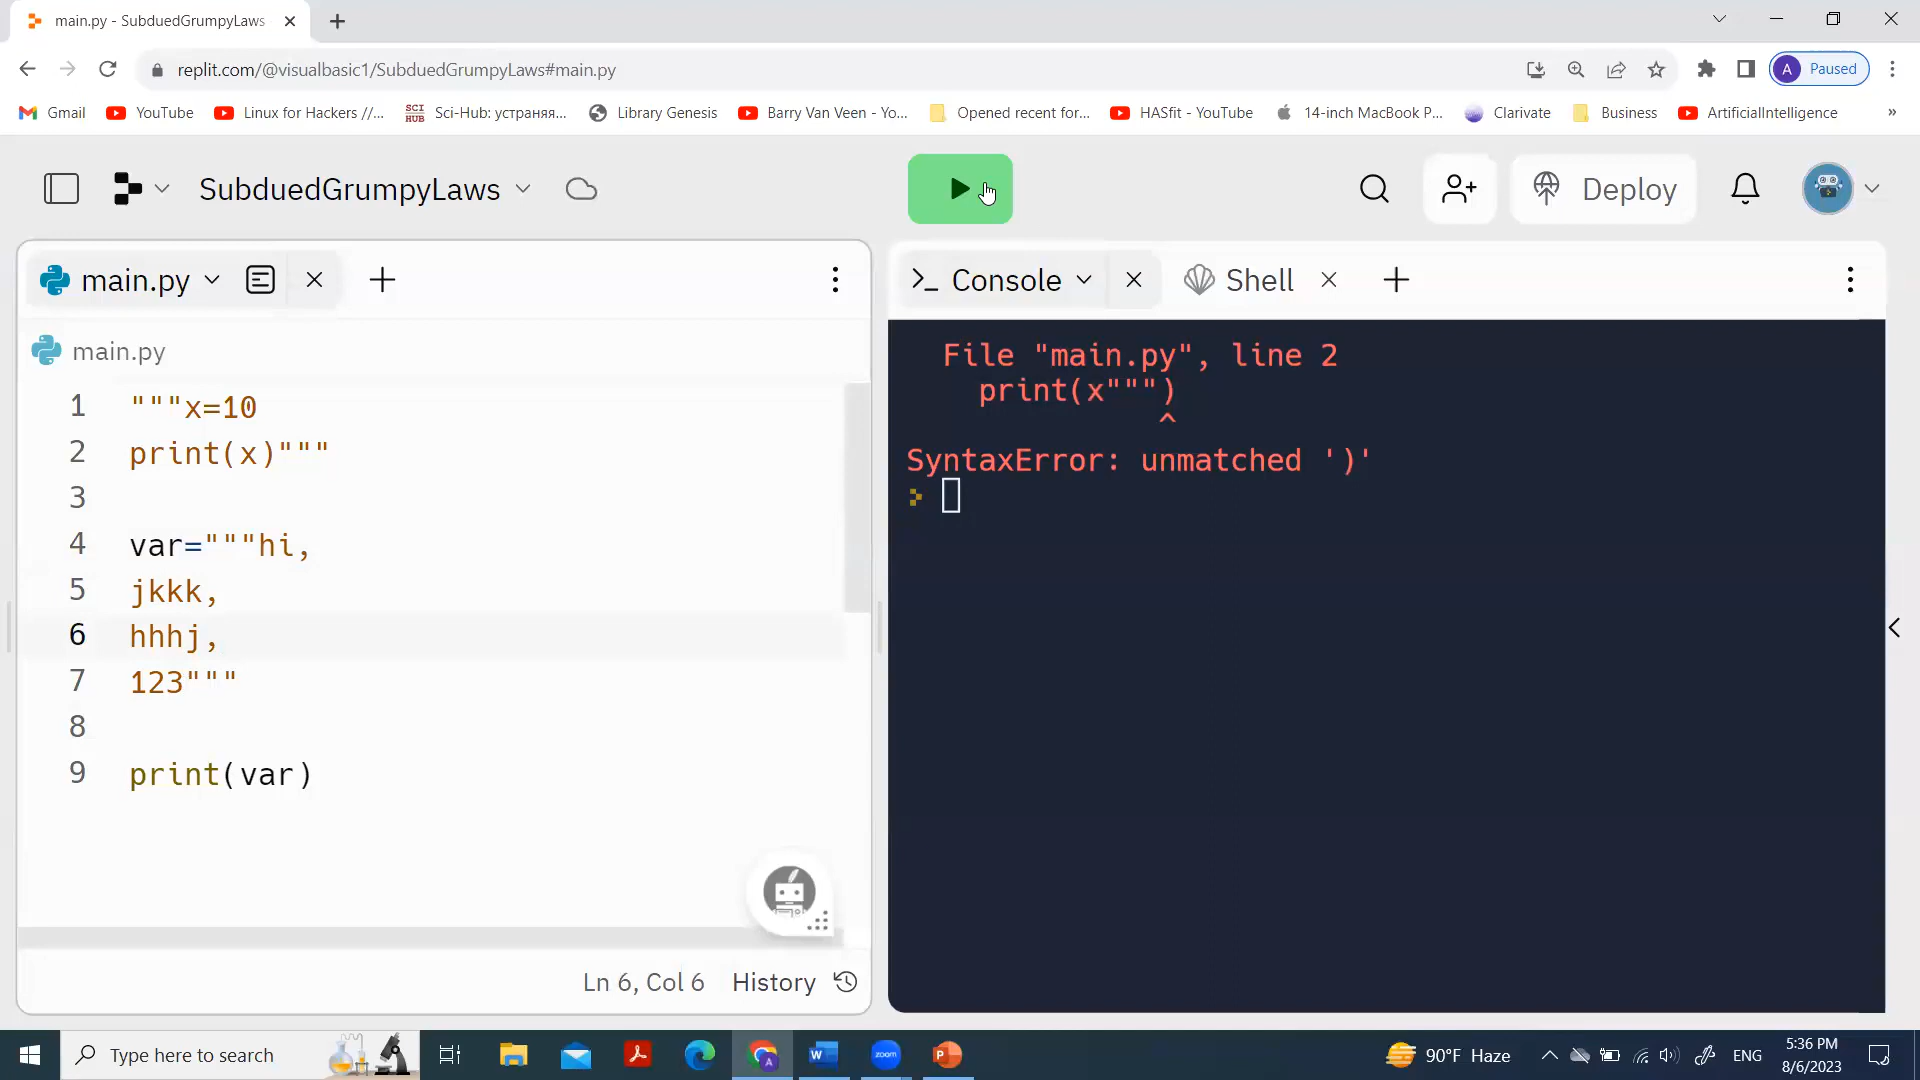 main.py - SubduedGrumpyLaws
replit.com/@visualbasic1/SubduedGrumpyLaws#main.py
A Paused
Gmail YouTube Linux for Hackers //... SCI HUB Sci-Hub: устраняя... Library Genesis Barry Van Veen - Yo... Opened recent for... HASfit - YouTube 14-inch MacBook P... Clarivate Business ArtificialIntelligence »
SubduedGrumpyLaws
Deploy
main.py
>_ Console
Shell
main.py
1 """x=10
2 print(x)"""
3
4 var="""hi,
5 jkkk,
6 hhhj,
7 123"""
8
9 print(var)
Ln 6, Col 6 History
File "main.py", line 2
print(x""")
^
SyntaxError: unmatched ')'
Type here to search
W
zoom
P
90°F Haze
ENG
5:36 PM
8/6/2023